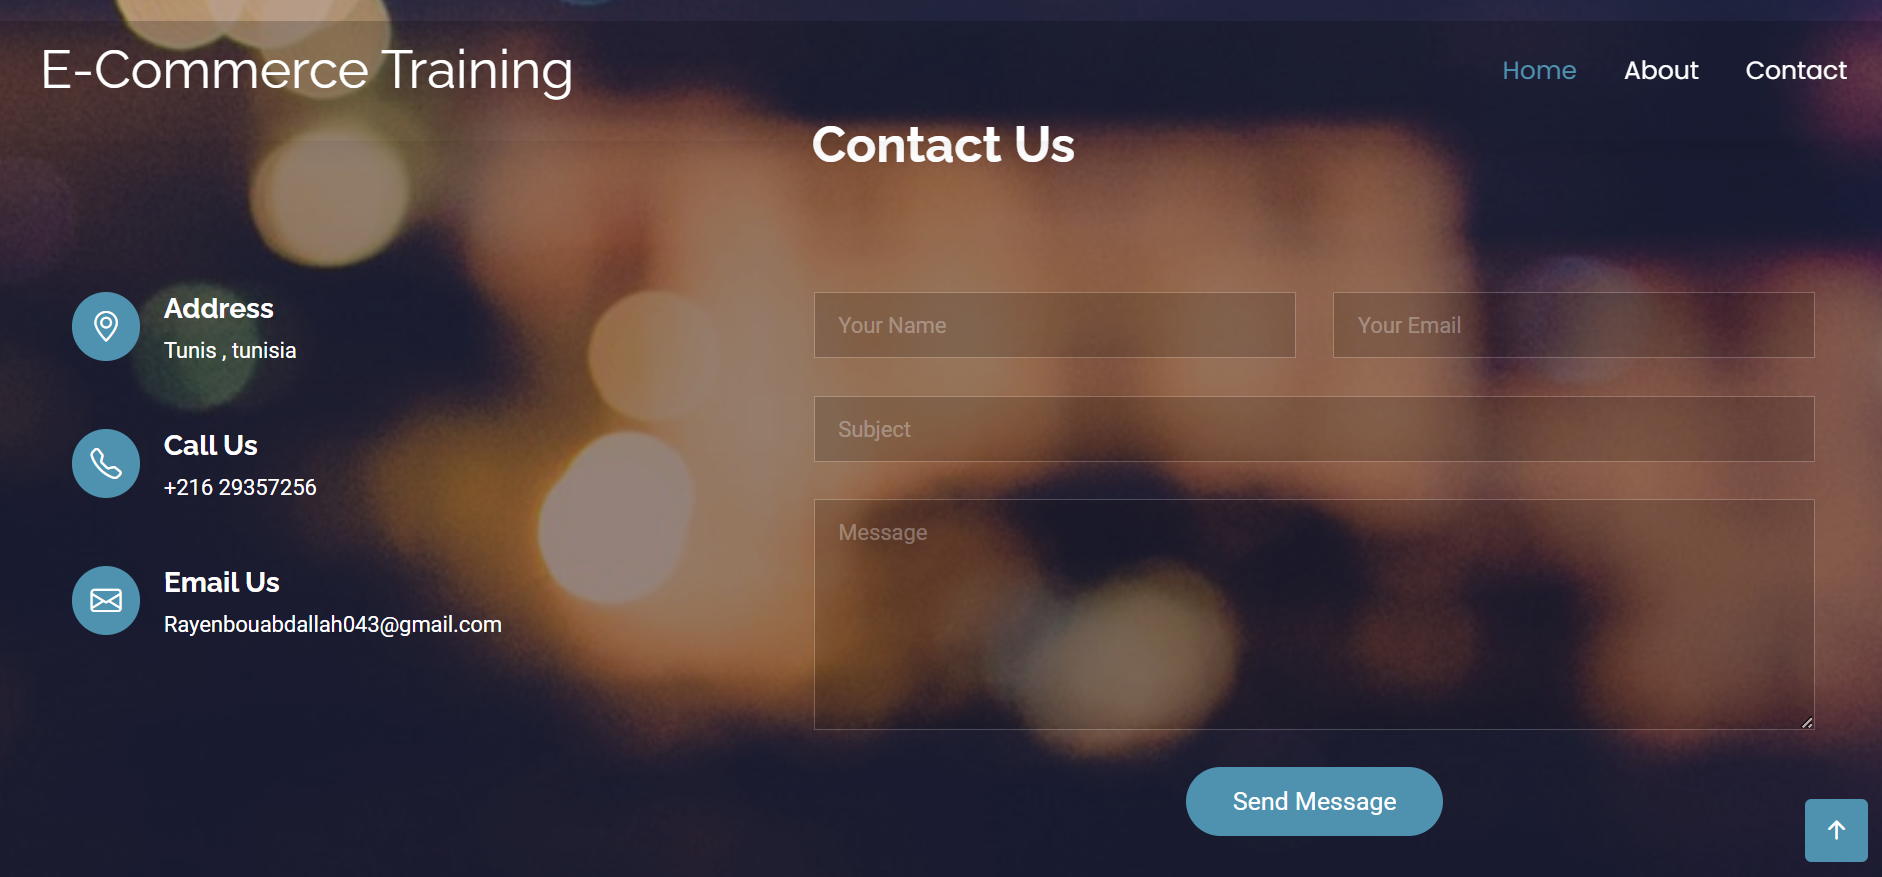 E-Commerce Training
Home About Contact
Contact Us
Address
Tunis , tunisia
Call Us
+216 29357256
Email Us
Rayenbouabdallah043@gmail.com
Your Name
Your Email
Subject
Message
Send Message